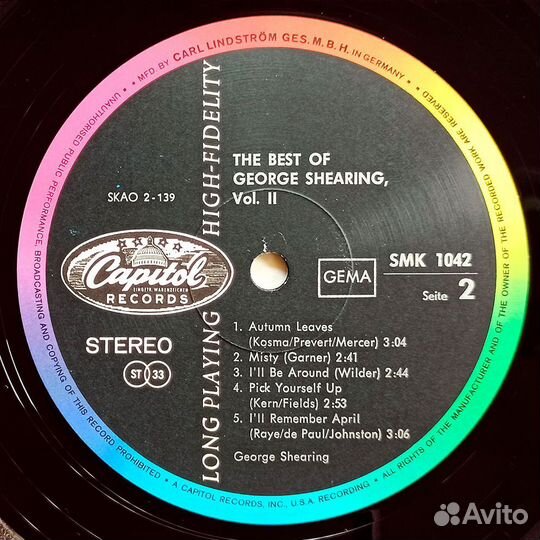 MFD. BY CARL LINDSTRÖM GES. M. B. H. IN GERMANY
UNAUTHORISED PUBLIC PERFORMANCE, BROADCASTING AND COPYING OF THIS RECORD PROHIBITED • A CAPITOL RECORDS, INC., U.S.A. RECORDING • ALL RIGHTS OF THE MANUFACTURER AND OF THE OWNER OF THE RECORDED WORK ARE RESERVED
LONG PLAYING HIGH-FIDELITY
THE BEST OF
GEORGE SHEARING,
Vol. II
SKAO 2-139
Capitol
EINGETR. WARENZEICHEN
RECORDS
STEREO
ST 33
GEMA
SMK 1042
Seite 2
1. Autumn Leaves
(Kosma/Prevert/Mercer) 3:04
2. Misty (Garner) 2:41
3. I'll Be Around (Wilder) 2:44
4. Pick Yourself Up
(Kern/Fields) 2:53
5. I'll Remember April
(Raye/de Paul/Johnston) 3:06
George Shearing
Avito